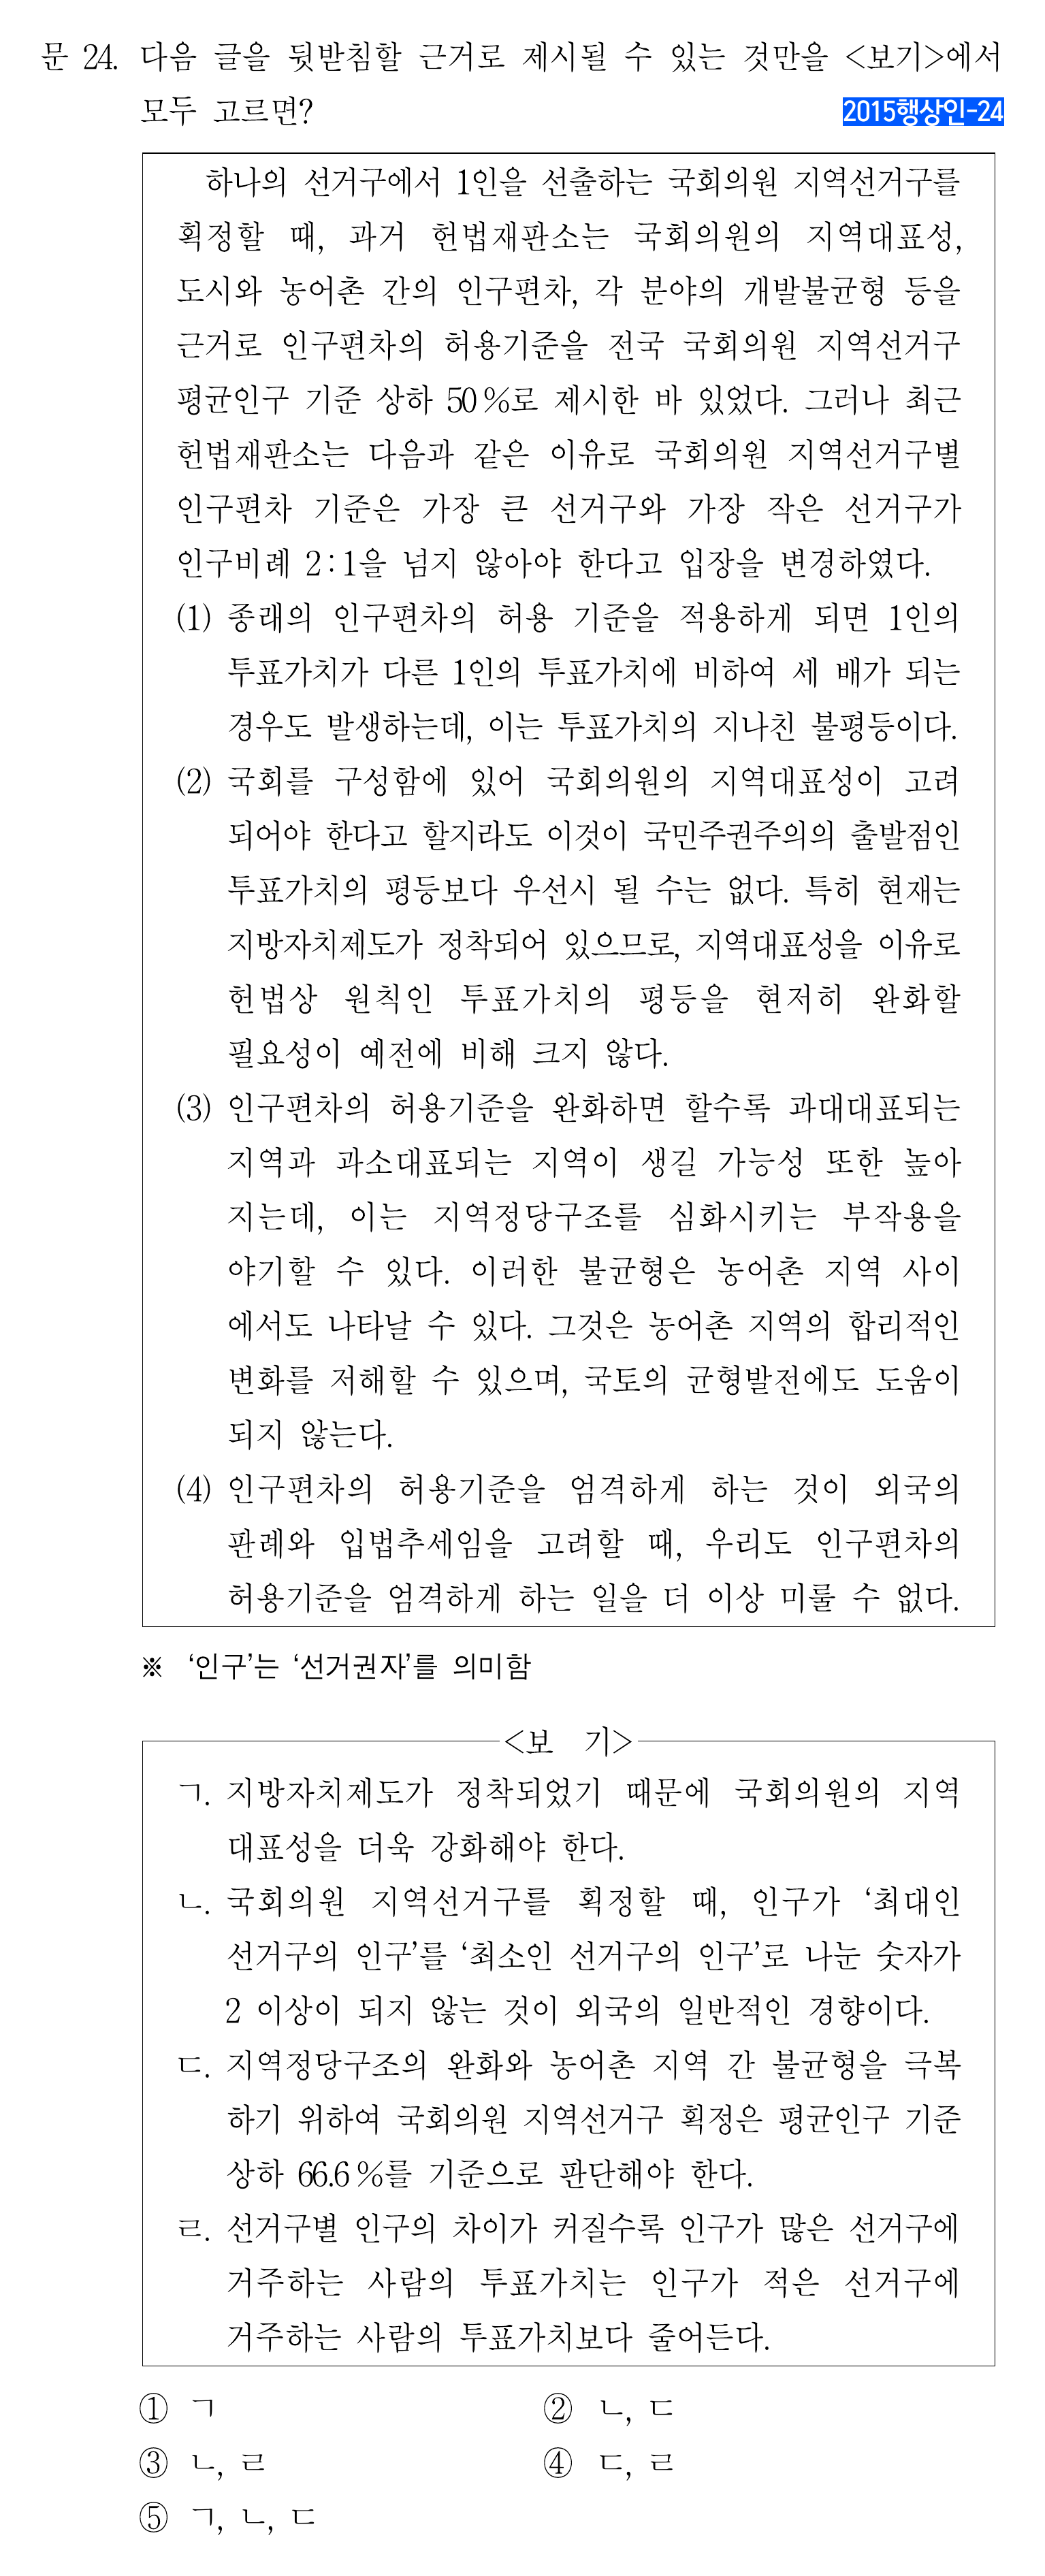 문 24. 다음 글을 뒷받침할 근거로 제시될 수 있는 것만을 <보기>에서
모두 고르면?
2015행상인-24
하나의 선거구에서 1인을 선출하는 국회의원 지역선거구를
획정할 때, 과거 헌법재판소는 국회의원의 지역대표성,
도시와 농어촌 간의 인구편차, 각 분야의 개발불균형 등을
근거로 인구편차의 허용기준을 전국 국회의원 지역선거구
평균인구 기준 상하 50%로 제시한 바 있었다. 그러나 최근
헌법재판소는 다음과 같은 이유로 국회의원 지역선거구별
인구편차 기준은 가장 큰 선거구와 가장 작은 선거구가
인구비례 2:1을 넘지 않아야 한다고 입장을 변경하였다.
(1) 종래의 인구편차의 허용 기준을 적용하게 되면 1인의
투표가치가 다른 1인의 투표가치에 비하여 세 배가 되는
경우도 발생하는데, 이는 투표가치의 지나친 불평등이다.
(2) 국회를 구성함에 있어 국회의원의 지역대표성이 고려
되어야 한다고 할지라도 이것이 국민주권주의의 출발점인
투표가치의 평등보다 우선시 될 수는 없다. 특히 현재는
지방자치제도가 정착되어 있으므로, 지역대표성을 이유로
헌법상 원칙인 투표가치의 평등을 현저히 완화할
필요성이 예전에 비해 크지 않다.
(3) 인구편차의 허용기준을 완화하면 할수록 과대대표되는
지역과 과소대표되는 지역이 생길 가능성 또한 높아
지는데, 이는 지역정당구조를 심화시키는 부작용을
야기할 수 있다. 이러한 불균형은 농어촌 지역 사이
에서도 나타날 수 있다. 그것은 농어촌 지역의 합리적인
변화를 저해할 수 있으며, 국토의 균형발전에도 도움이
되지 않는다.
(4) 인구편차의 허용기준을 엄격하게 하는 것이 외국의
판례와 입법추세임을 고려할 때, 우리도 인구편차의
허용기준을 엄격하게 하는 일을 더 이상 미룰 수 없다.
※ ‘인구’는 ‘선거권자’를 의미함
<보 기>
ㄱ. 지방자치제도가 정착되었기 때문에 국회의원의 지역
대표성을 더욱 강화해야 한다.
ㄴ. 국회의원 지역선거구를 획정할 때, 인구가 ‘최대인
선거구의 인구’를 ‘최소인 선거구의 인구’로 나눈 숫자가
2 이상이 되지 않는 것이 외국의 일반적인 경향이다.
ㄷ. 지역정당구조의 완화와 농어촌 지역 간 불균형을 극복
하기 위하여 국회의원 지역선거구 획정은 평균인구 기준
상하 66.6%를 기준으로 판단해야 한다.
ㄹ. 선거구별 인구의 차이가 커질수록 인구가 많은 선거구에
거주하는 사람의 투표가치는 인구가 적은 선거구에
거주하는 사람의 투표가치보다 줄어든다.
① ㄱ ② ㄴ, ㄷ
③ ㄴ, ㄹ ④ ㄷ, ㄹ
⑤ ㄱ, ㄴ, ㄷ